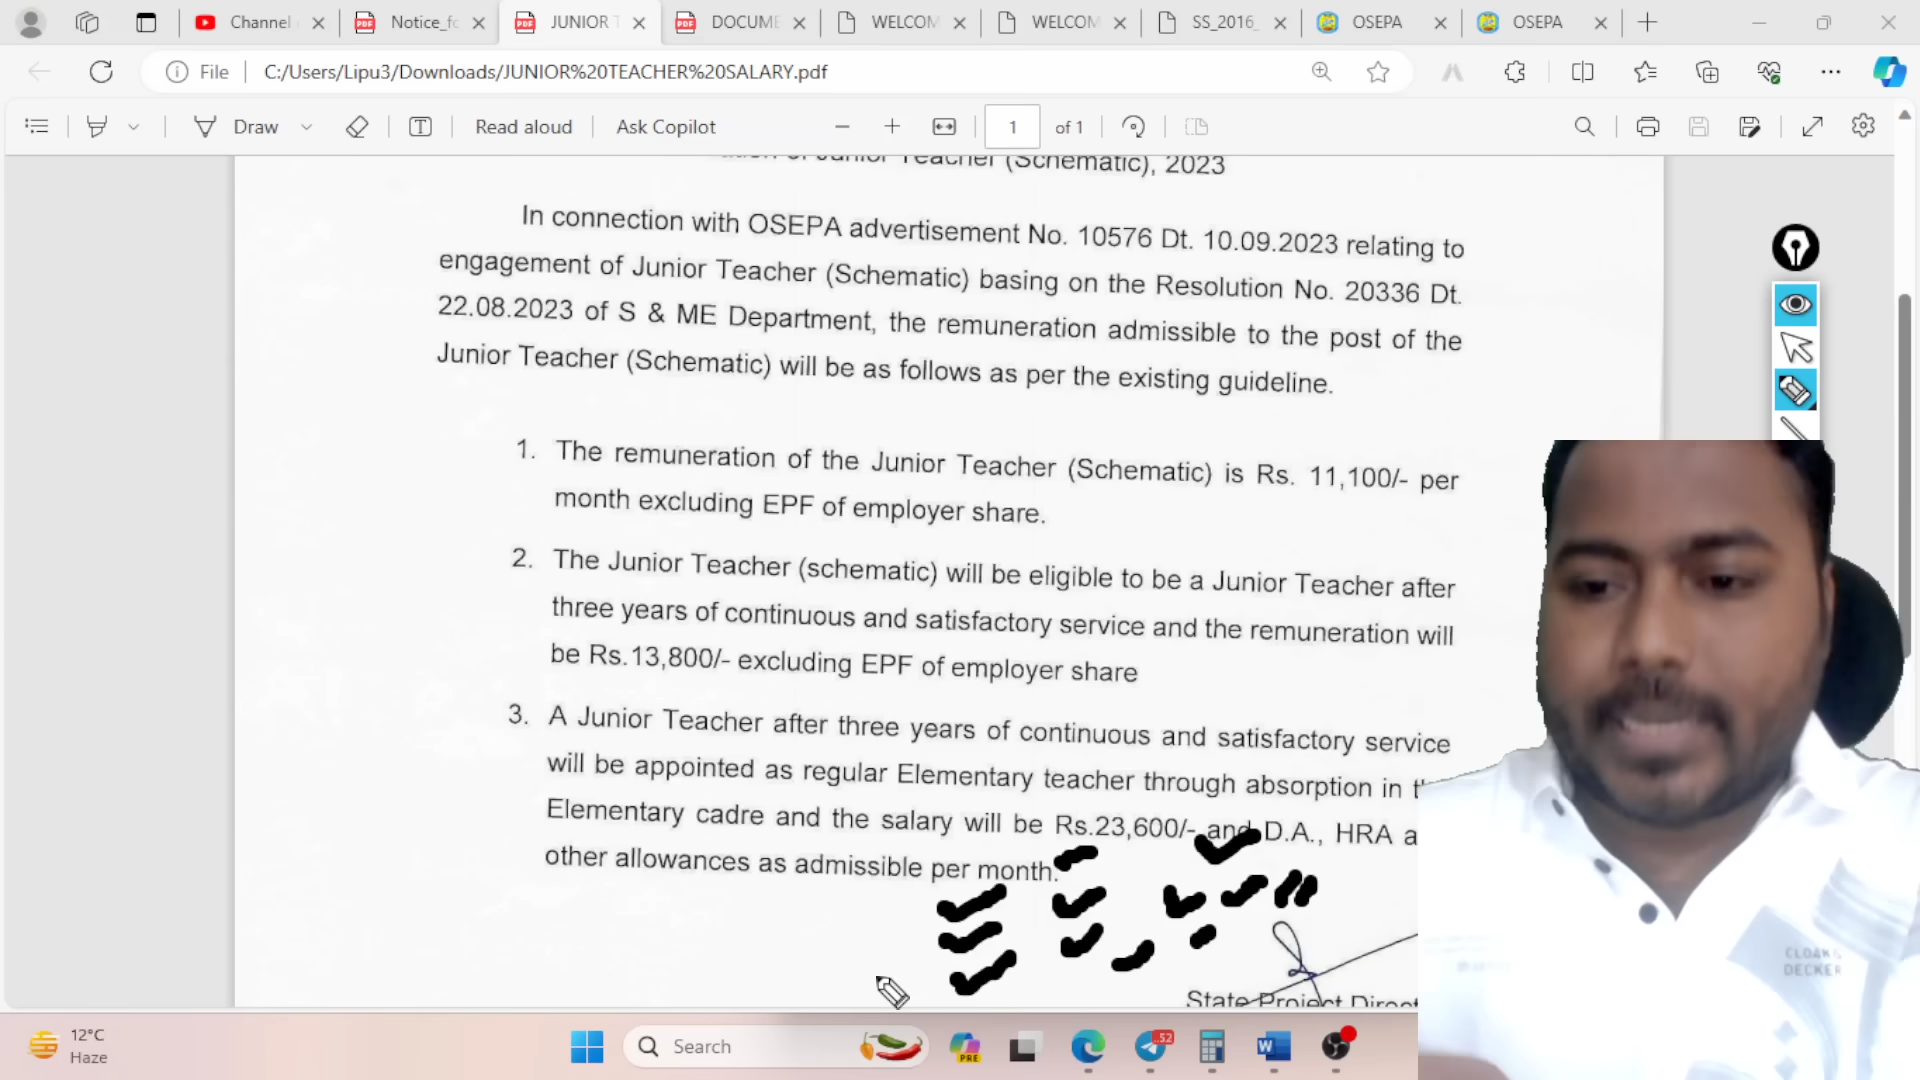 Channel
Notice_fo
JUNIOR T
DOCUME
WELCOM
WELCOM
SS_2016_
OSEPA
OSEPA
File
C:/Users/Lipu3/Downloads/JUNIOR%20TEACHER%20SALARY.pdf
Draw
Read aloud
Ask Copilot
1 of 1
Junior Teacher (Schematic), 2023
In connection with OSEPA advertisement No. 10576 Dt. 10.09.2023 relating to
engagement of Junior Teacher (Schematic) basing on the Resolution No. 20336 Dt.
22.08.2023 of S & ME Department, the remuneration admissible to the post of the
Junior Teacher (Schematic) will be as follows as per the existing guideline.
1. The remuneration of the Junior Teacher (Schematic) is Rs. 11,100/- per
month excluding EPF of employer share.
2. The Junior Teacher (schematic) will be eligible to be a Junior Teacher after
three years of continuous and satisfactory service and the remuneration will
be Rs.13,800/- excluding EPF of employer share
3. A Junior Teacher after three years of continuous and satisfactory service
will be appointed as regular Elementary teacher through absorption in t
Elementary cadre and the salary will be Rs.23,600/- and D.A., HRA a
other allowances as admissible per month.
State Project Direct
CLOAK &
DECKER
12°C
Haze
Search
PRE
52